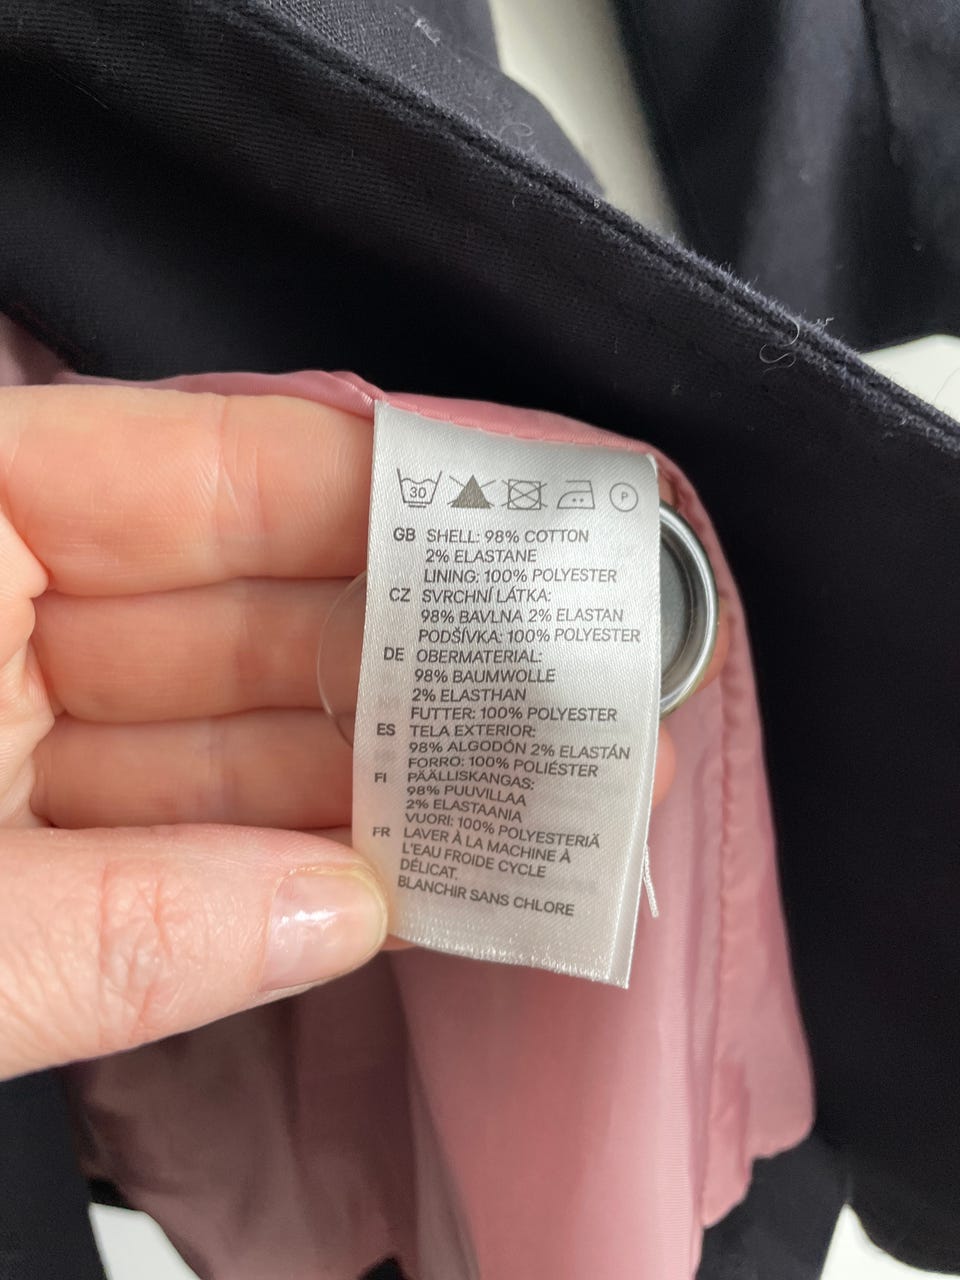 30 P
GB SHELL: 98% COTTON
2% ELASTANE
LINING: 100% POLYESTER
CZ SVRCHNÍ LÁTKA:
98% BAVLNA 2% ELASTAN
PODŠÍVKA: 100% POLYESTER
DE OBERMATERIAL:
98% BAUMWOLLE
2% ELASTHAN
FUTTER: 100% POLYESTER
ES TELA EXTERIOR:
98% ALGODÓN 2% ELASTÁN
FORRO: 100% POLIÉSTER
FI PÄÄLLISKANGAS:
98% PUUVILLAA
2% ELASTAANIA
VUORI: 100% POLYESTERIÄ
FR LAVER À LA MACHINE À
L'EAU FROIDE CYCLE
DÉLICAT.
BLANCHIR SANS CHLORE